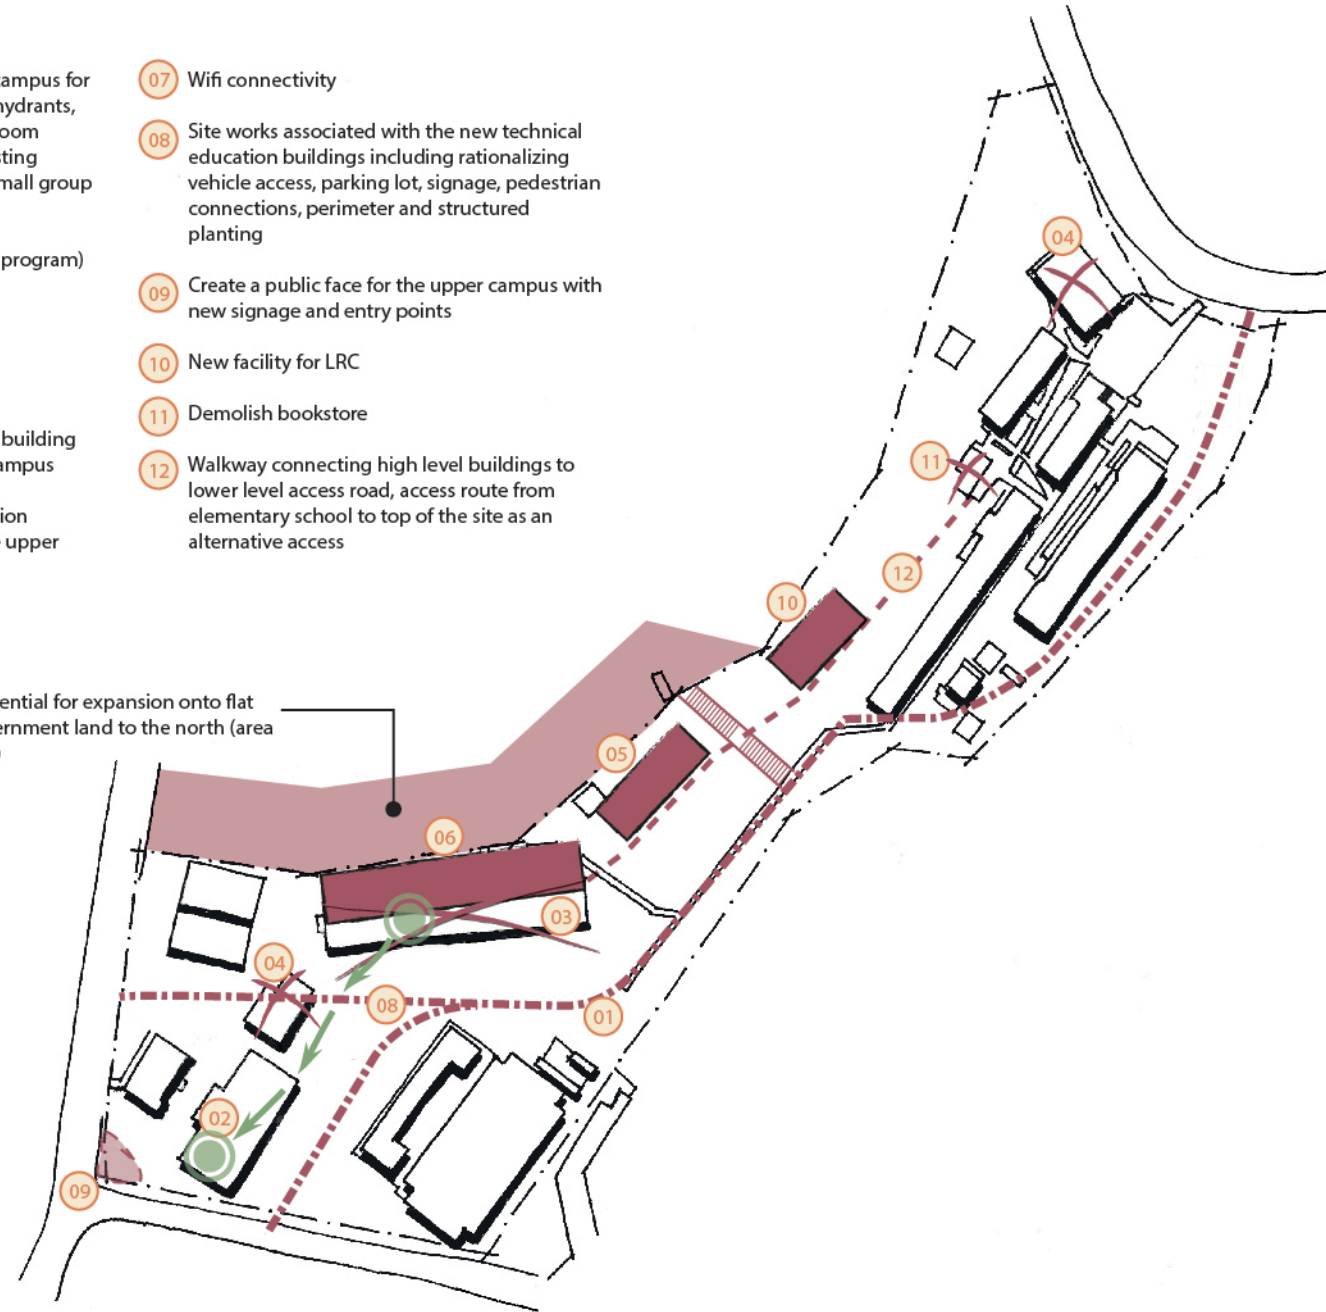 campus for
hydrants,
oom
sting
mall group
program)
building
ampus
ion
e upper
ential for expansion onto flat
ernment land to the north (area
)
07 Wifi connectivity
08 Site works associated with the new technical
education buildings including rationalizing
vehicle access, parking lot, signage, pedestrian
connections, perimeter and structured
planting
09 Create a public face for the upper campus with
new signage and entry points
10 New facility for LRC
11 Demolish bookstore
12 Walkway connecting high level buildings to
lower level access road, access route from
elementary school to top of the site as an
alternative access
04
11
12
10
05
06
03
04
08
01
02
09